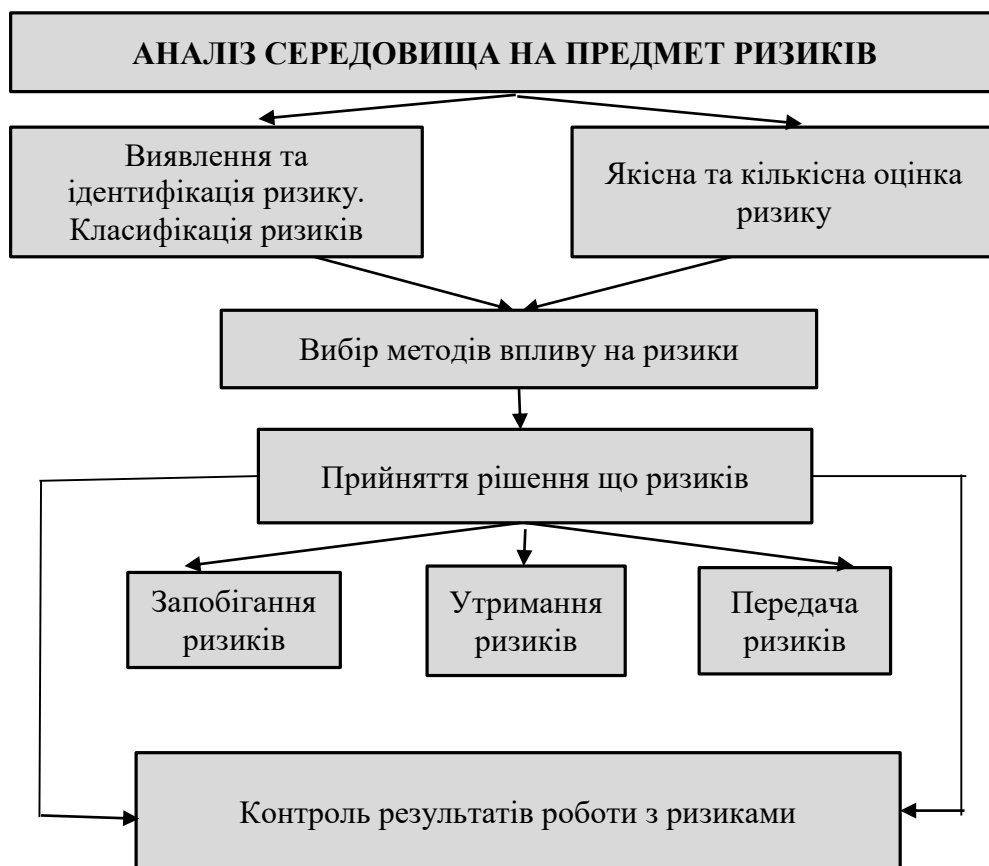 АНАЛІЗ СЕРЕДОВИЩА НА ПРЕДМЕТ РИЗИКІВ
Виявлення та
ідентифікація ризику.
Класифікація ризиків
Якісна та кількісна оцінка
ризику
Вибір методів впливу на ризики
Прийняття рішення що ризиків
Запобігання
ризиків
Утримання
ризиків
Передача
ризиків
Контроль результатів роботи з ризиками